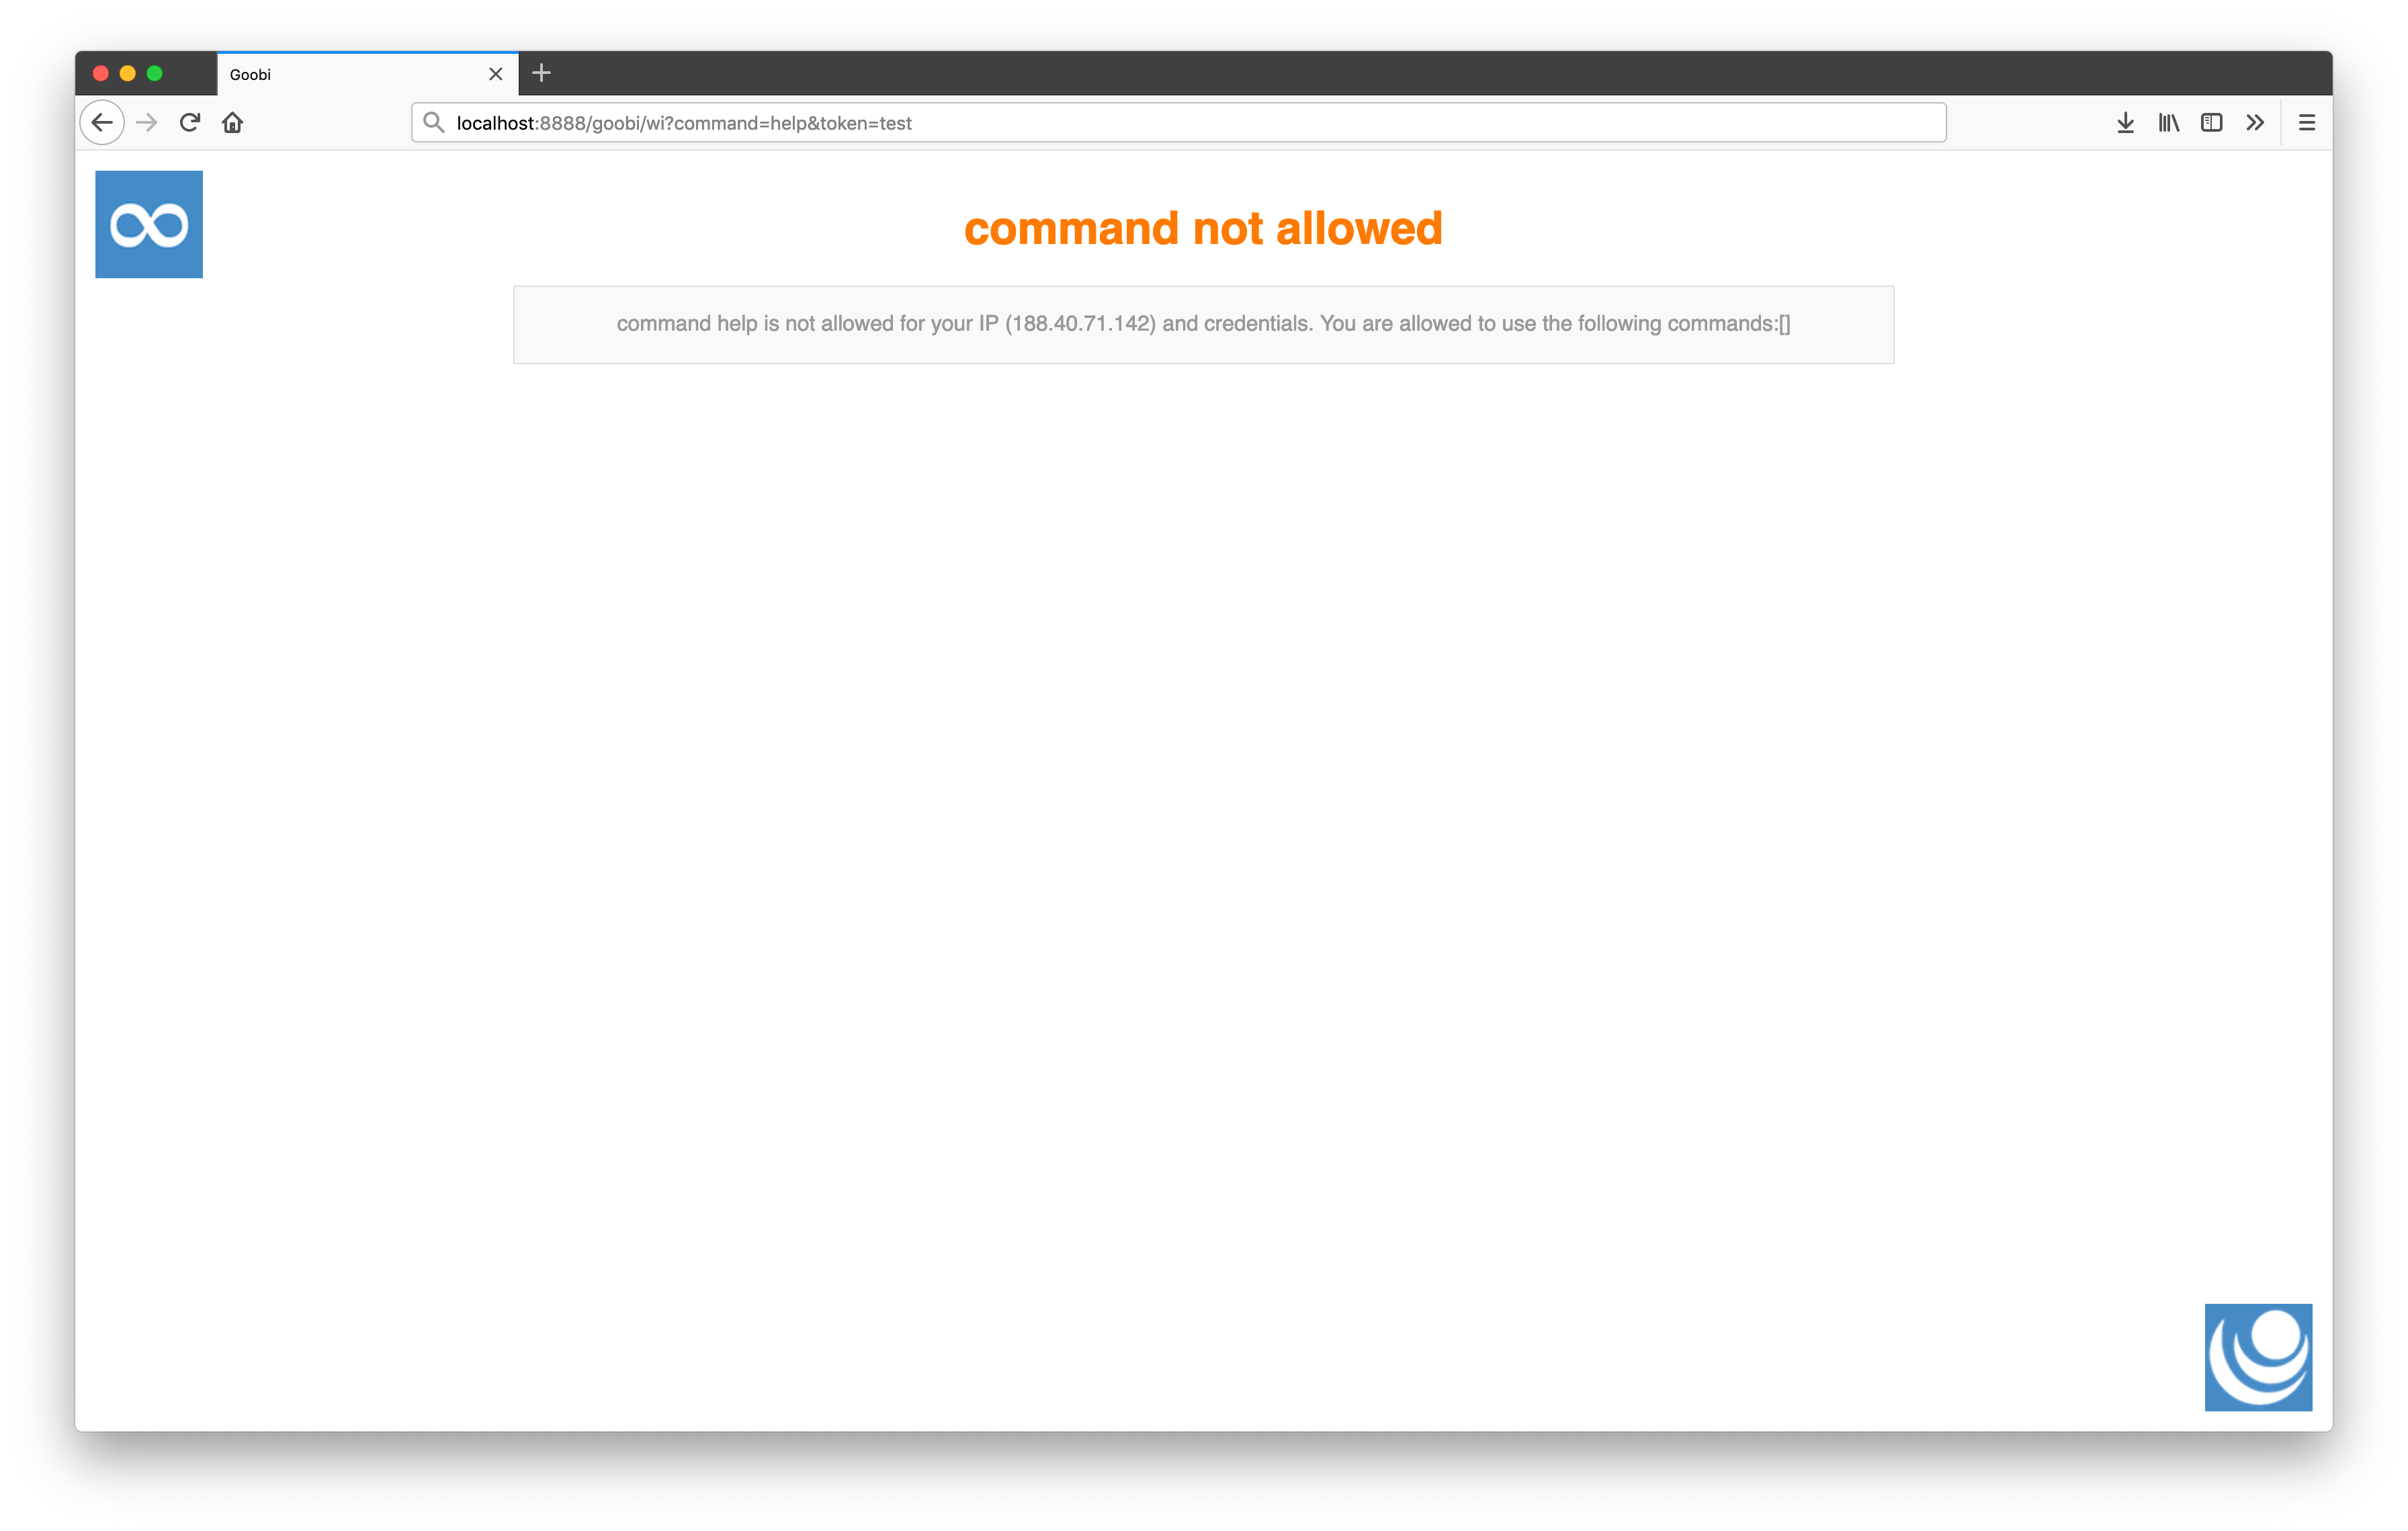 Goobi
localhost:8888/goobi/wi?command=help&token=test
command not allowed
command help is not allowed for your IP (188.40.71.142) and credentials. You are allowed to use the following commands:[]